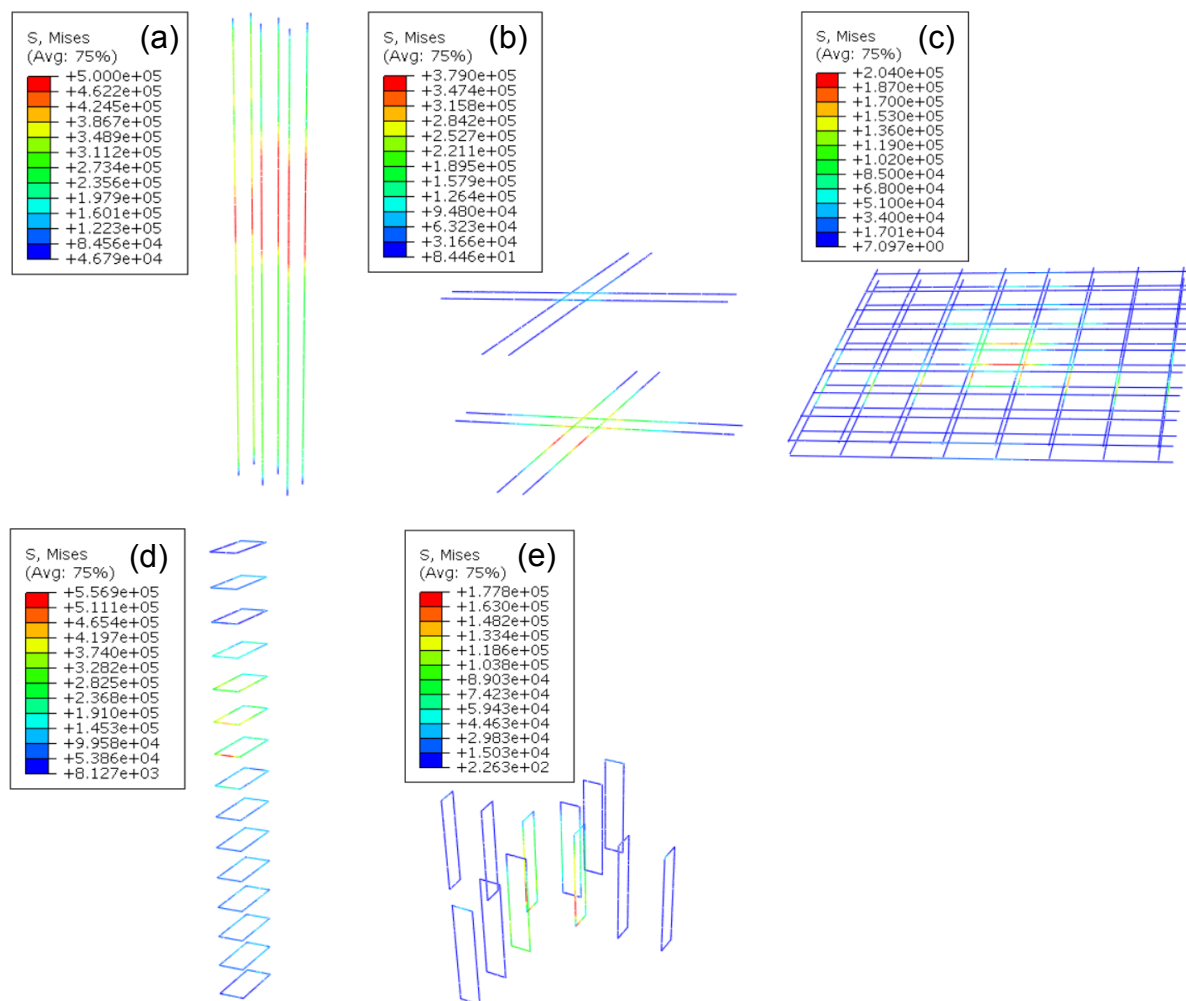 (a)
S, Mises
(Avg: 75%)
+5.000e+05
+4.622e+05
+4.245e+05
+3.867e+05
+3.489e+05
+3.112e+05
+2.734e+05
+2.356e+05
+1.979e+05
+1.601e+05
+1.223e+05
+8.456e+04
+4.679e+04
(b)
S, Mises
(Avg: 75%)
+3.790e+05
+3.474e+05
+3.158e+05
+2.842e+05
+2.527e+05
+2.211e+05
+1.895e+05
+1.579e+05
+1.264e+05
+9.480e+04
+6.323e+04
+3.166e+04
+8.446e+01
(c)
S, Mises
(Avg: 75%)
+2.040e+05
+1.870e+05
+1.700e+05
+1.530e+05
+1.360e+05
+1.190e+05
+1.020e+05
+8.500e+04
+6.800e+04
+5.100e+04
+3.400e+04
+1.701e+04
+7.097e+00
(d)
S, Mises
(Avg: 75%)
+5.569e+05
+5.111e+05
+4.654e+05
+4.197e+05
+3.740e+05
+3.282e+05
+2.825e+05
+2.368e+05
+1.910e+05
+1.453e+05
+9.958e+04
+5.386e+04
+8.127e+03
(e)
S, Mises
(Avg: 75%)
+1.778e+05
+1.630e+05
+1.482e+05
+1.334e+05
+1.186e+05
+1.038e+05
+8.903e+04
+7.423e+04
+5.943e+04
+4.463e+04
+2.983e+04
+1.503e+04
+2.263e+02